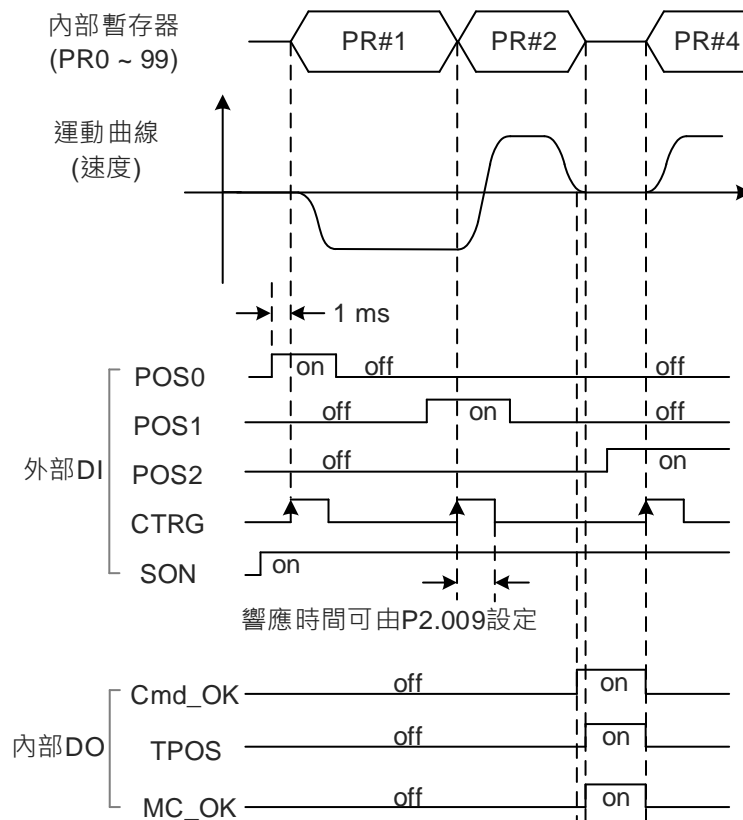 內部暫存器
(PR0 ~ 99)
PR#1
PR#2
PR#4
運動曲線
(速度)
1 ms
外部DI
POS0
on
off
off
POS1
off
on
off
POS2
off
on
CTRG
SON
on
響應時間可由P2.009設定
內部DO
Cmd_OK
off
on
TPOS
off
on
MC_OK
off
on